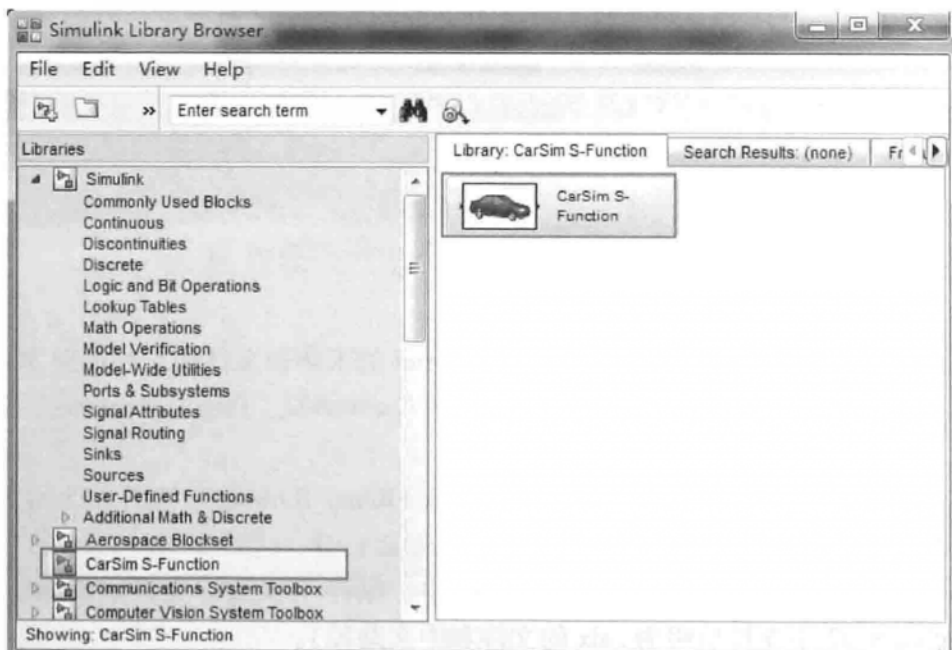 Simulink Library Browser
File Edit View Help
» Enter search term
Libraries
Simulink
Commonly Used Blocks
Continuous
Discontinuities
Discrete
Logic and Bit Operations
Lookup Tables
Math Operations
Model Verification
Model-Wide Utilities
Ports & Subsystems
Signal Attributes
Signal Routing
Sinks
Sources
User-Defined Functions
Additional Math & Discrete
Aerospace Blockset
CarSim S-Function
Communications System Toolbox
Computer Vision System Toolbox
Showing: CarSim S-Function
Library: CarSim S-Function Search Results: (none)
CarSim S-
Function